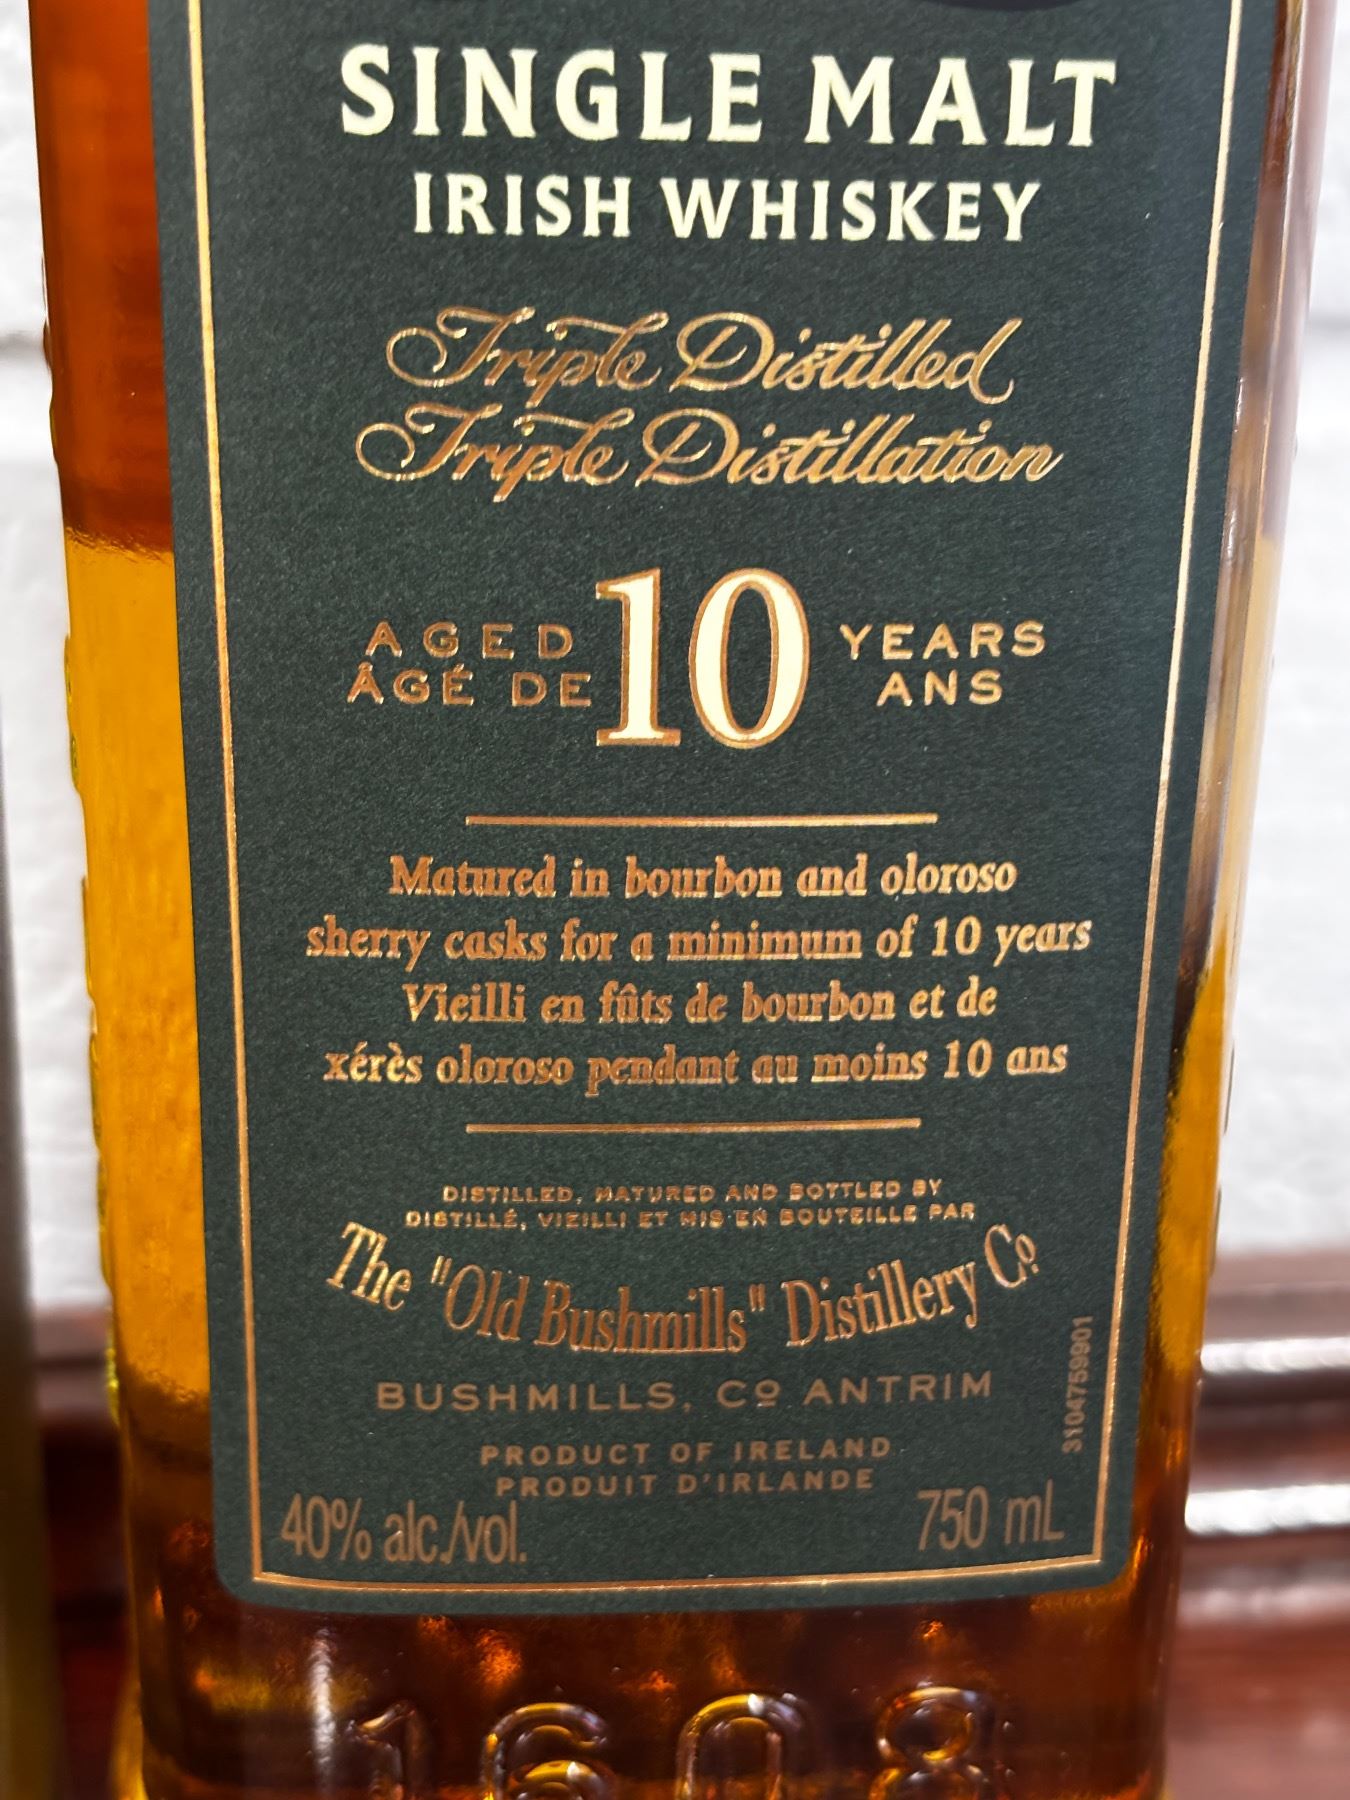 SINGLE MALT
IRISH WHISKEY
Triple Distilled
Triple Distillation
AGED 10 YEARS
ÂGÉ DE ANS
Matured in bourbon and oloroso
sherry casks for a minimum of 10 years
Vieilli en fûts de bourbon et de
xérès oloroso pendant au moins 10 ans
DISTILLED, MATURED AND BOTTLED BY
DISTILLÉ, VIEILLI ET MIS EN BOUTEILLE PAR
The "Old Bushmills" Distillery Co
BUSHMILLS, Co ANTRIM
PRODUCT OF IRELAND
PRODUIT D'IRLANDE
40% alc./vol.
750 mL
3104759901
1608